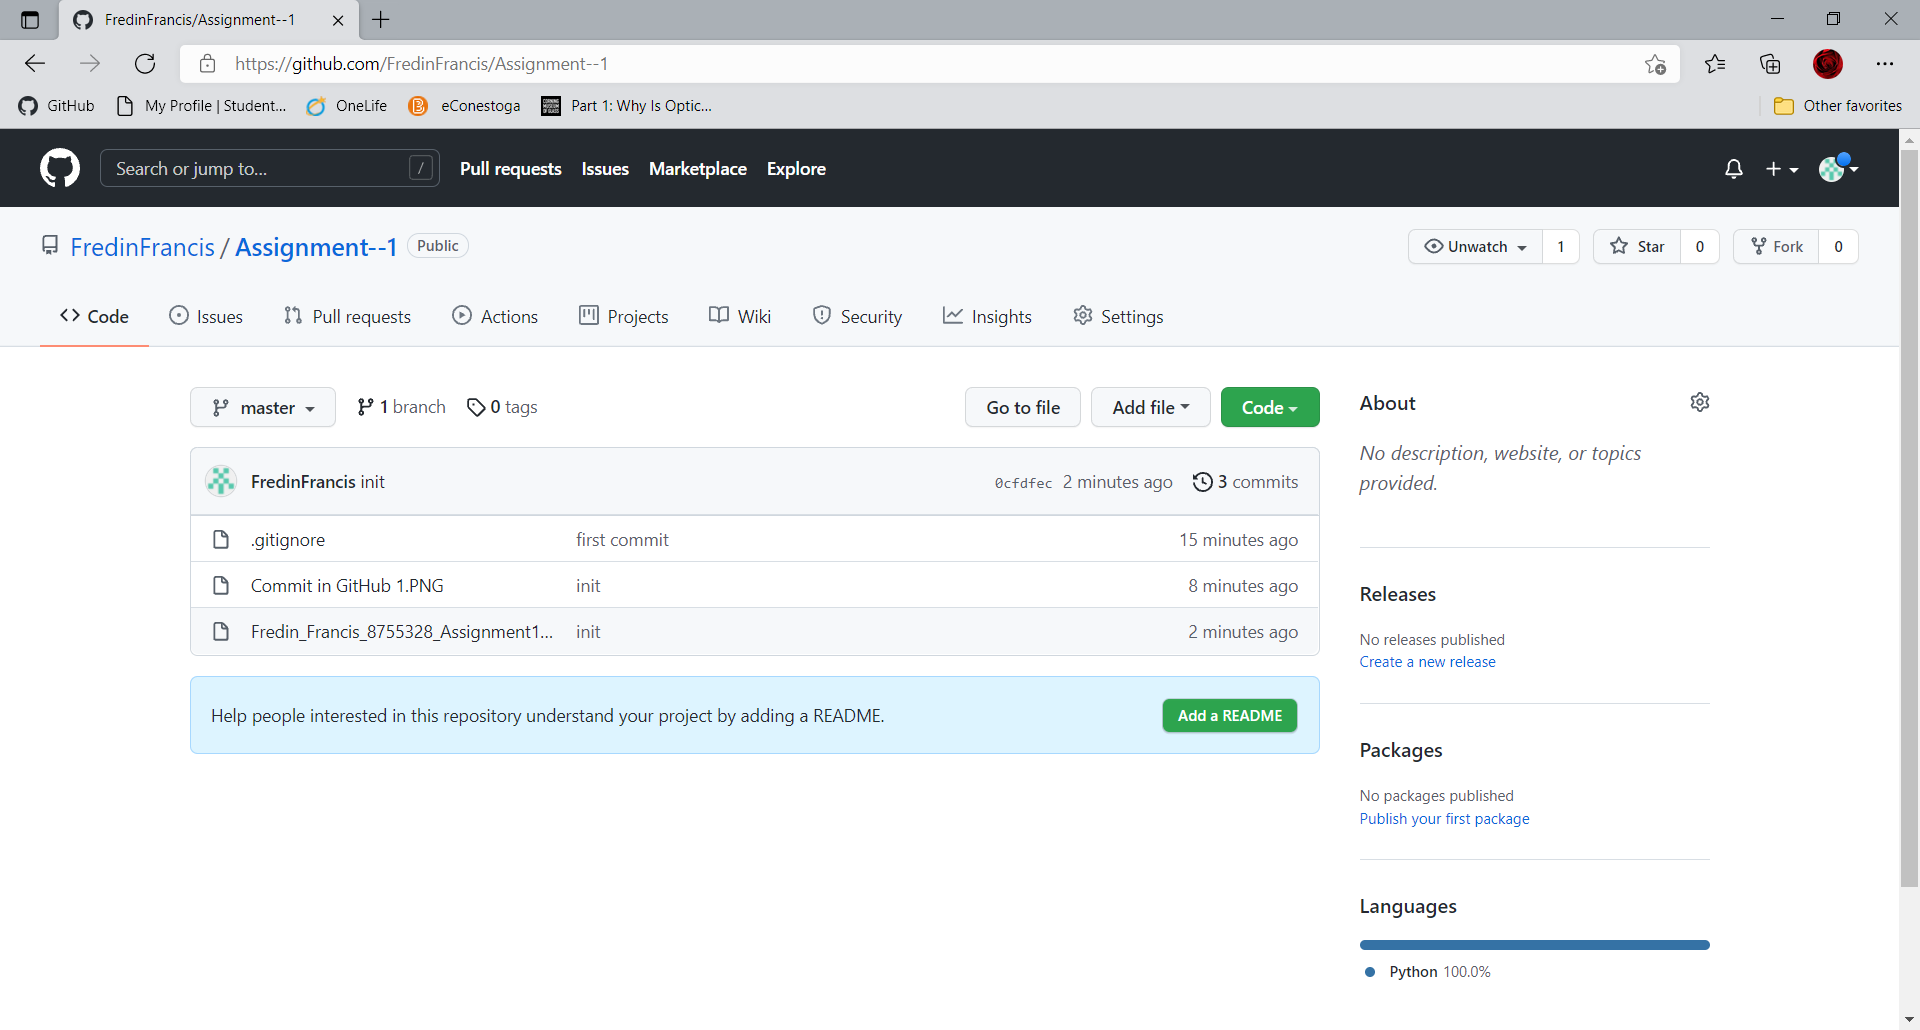 FredinFrancis/Assignment--1
https://github.com/FredinFrancis/Assignment--1
GitHub My Profile | Student... OneLife eConestoga CORNING MUSEUM OF GLASS Part 1: Why Is Optic... Other favorites
Search or jump to... / Pull requests Issues Marketplace Explore
FredinFrancis / Assignment--1 Public Unwatch 1 Star 0 Fork 0
Code Issues Pull requests Actions Projects Wiki Security Insights Settings
master 1 branch 0 tags Go to file Add file Code
FredinFrancis init 0cfdfec 2 minutes ago 3 commits
.gitignore first commit 15 minutes ago
Commit in GitHub 1.PNG init 8 minutes ago
Fredin_Francis_8755328_Assignment1... init 2 minutes ago
Help people interested in this repository understand your project by adding a README. Add a README
About
No description, website, or topics
provided.
Releases
No releases published
Create a new release
Packages
No packages published
Publish your first package
Languages
Python 100.0%